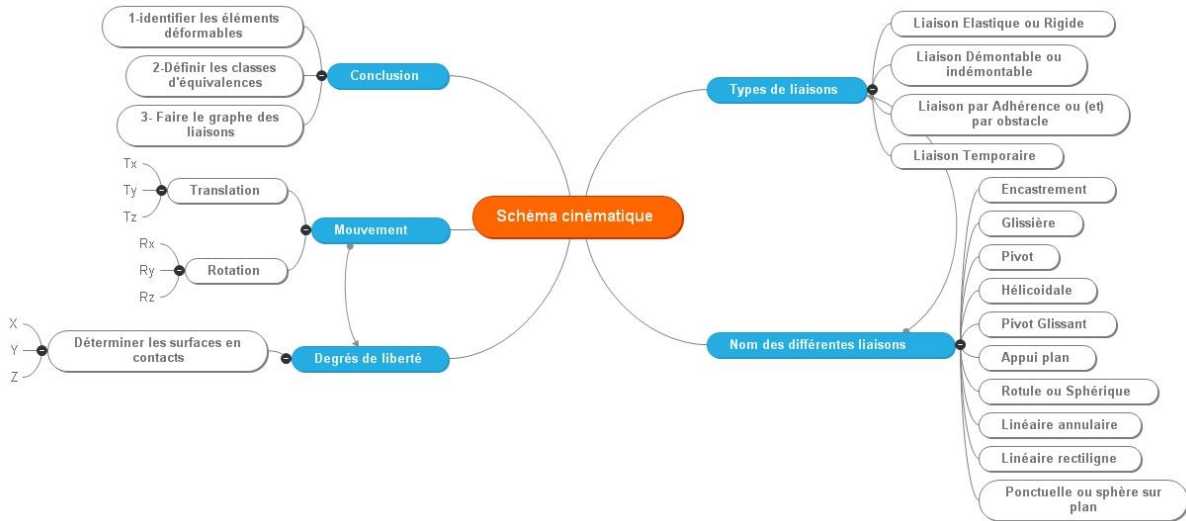 Schéma cinématique
Conclusion
1-identifier les éléments
déformables
2-Définir les classes
d'équivalences
3- Faire le graphe des
liaisons
Mouvement
Translation
Tx
Ty
Tz
Rotation
Rx
Ry
Rz
Degrés de liberté
Déterminer les surfaces en
contacts
X
Y
Z
Types de liaisons
Liaison Elastique ou Rigide
Liaison Démontable ou
indémontable
Liaison par Adhérence ou (et)
par obstacle
Liaison Temporaire
Nom des différentes liaisons
Encastrement
Glissière
Pivot
Hélicoidale
Pivot Glissant
Appui plan
Rotule ou Sphérique
Linéaire annulaire
Linéaire rectiligne
Ponctuelle ou sphère sur
plan